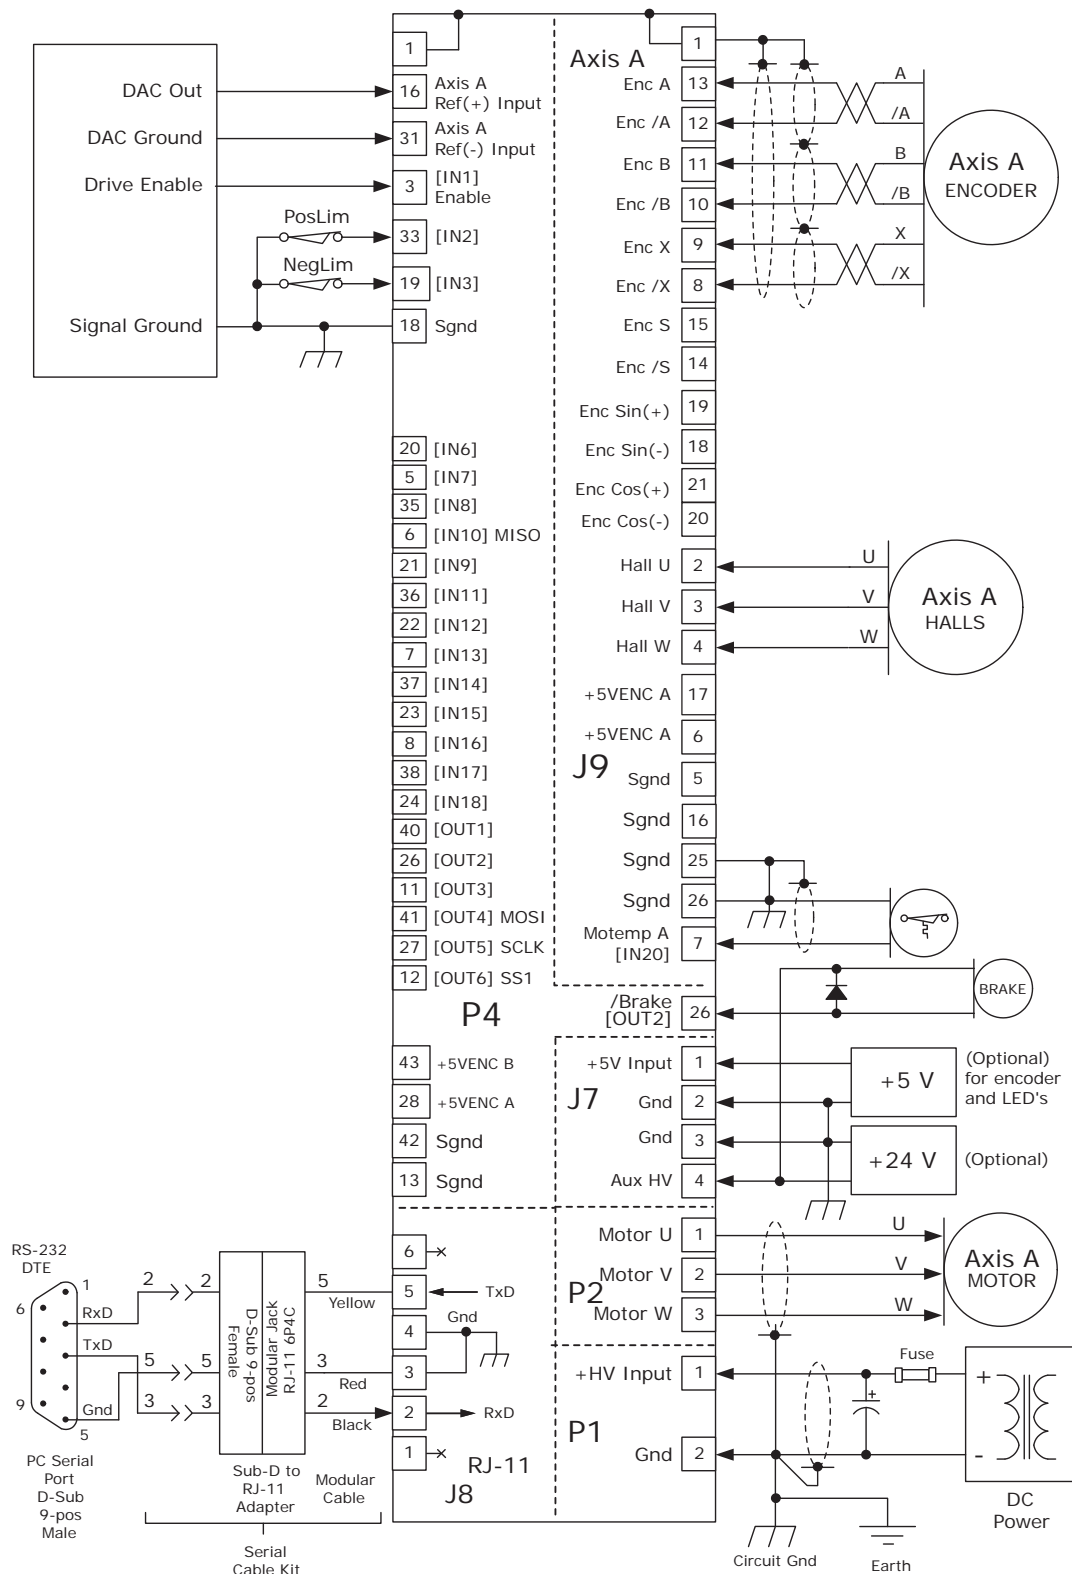 DAC Out
DAC Ground
Drive Enable
PosLim
NegLim
Signal Ground
1
16 Axis A
Ref(+) Input
31 Axis A
Ref(-) Input
3 [IN1]
Enable
33 [IN2]
19 [IN3]
18 Sgnd
20 [IN6]
5 [IN7]
35 [IN8]
6 [IN10] MISO
21 [IN9]
36 [IN11]
22 [IN12]
7 [IN13]
37 [IN14]
23 [IN15]
8 [IN16]
38 [IN17]
24 [IN18]
40 [OUT1]
26 [OUT2]
11 [OUT3]
41 [OUT4] MOSI
27 [OUT5] SCLK
12 [OUT6] SS1
P4
43 +5VENC B
28 +5VENC A
42 Sgnd
13 Sgnd
Axis A
1
Enc A 13 A
Enc /A 12 /A
Enc B 11 B
Enc /B 10 /B
Enc X 9 X
Enc /X 8 /X
Axis A
ENCODER
Enc S 15
Enc /S 14
Enc Sin(+) 19
Enc Sin(-) 18
Enc Cos(+) 21
Enc Cos(-) 20
Hall U 2 U
Hall V 3 V
Hall W 4 W
Axis A
HALLS
+5VENC A 17
+5VENC A 6
J9
Sgnd 5
Sgnd 16
Sgnd 25
Sgnd 26
Motemp A
[IN20] 7
/Brake
[OUT2] 26
BRAKE
J7
+5V Input 1
Gnd 2
Gnd 3
Aux HV 4
+5 V
(Optional)
for encoder
and LED's
+24 V
(Optional)
P2
Motor U 1 U
Motor V 2 V
Motor W 3 W
Axis A
MOTOR
P1
+HV Input 1
Gnd 2
Fuse
+
+
-
DC
Power
Circuit Gnd
Earth
RS-232
DTE
1
6
RxD
TxD
9
Gnd
5
PC Serial
Port
D-Sub
9-pos
Male
2 2
5 5
3 3
D-Sub 9-pos
Female
Modular Jack
RJ-11 6P4C
Sub-D to
RJ-11
Adapter
5
Yellow
3
Red
2
Black
Modular
Cable
Serial
Cable Kit
6
5 TxD
4 Gnd
3
2 RxD
1
RJ-11
J8